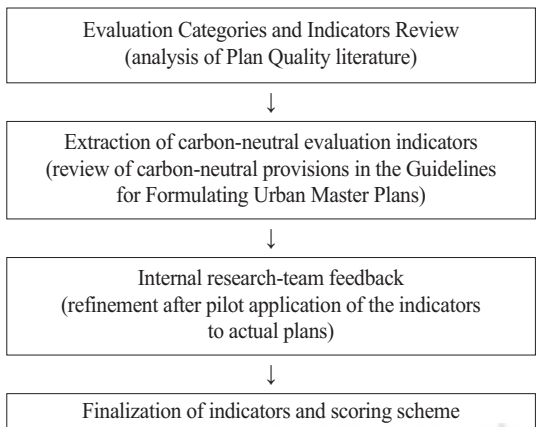 Evaluation Categories and Indicators Review
(analysis of Plan Quality literature)
↓
Extraction of carbon-neutral evaluation indicators
(review of carbon-neutral provisions in the Guidelines
for Formulating Urban Master Plans)
↓
Internal research-team feedback
(refinement after pilot application of the indicators
to actual plans)
↓
Finalization of indicators and scoring scheme